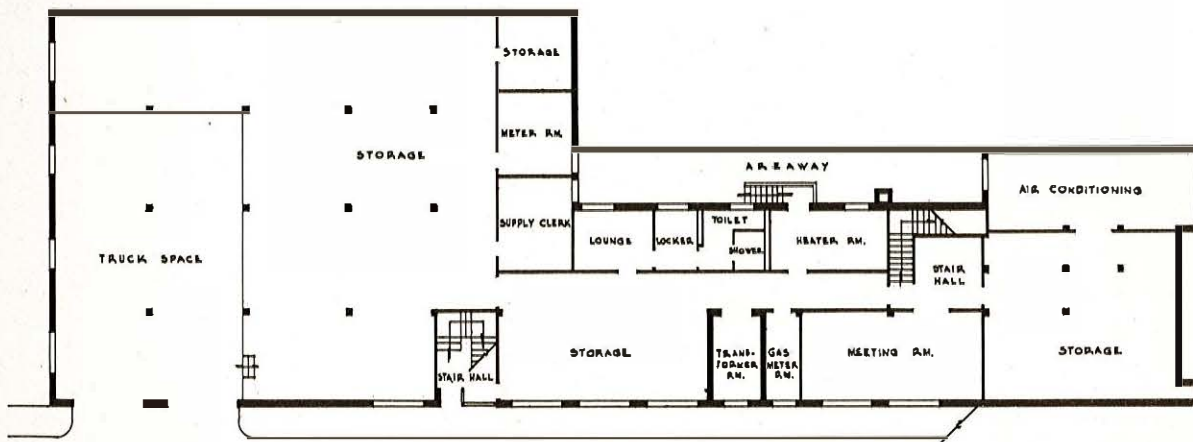 STORAGE
METER RM.
STORAGE
AREAWAY
AIR CONDITIONING
SUPPLY CLERK
TOILET
LOUNGE
LOCKER
SHOWER
HEATER RM.
TRUCK SPACE
STAIR
HALL
STORAGE
TRANS-
FORMER
RM.
GAS
METER
RM.
MEETING RM.
STORAGE
STAIR HALL